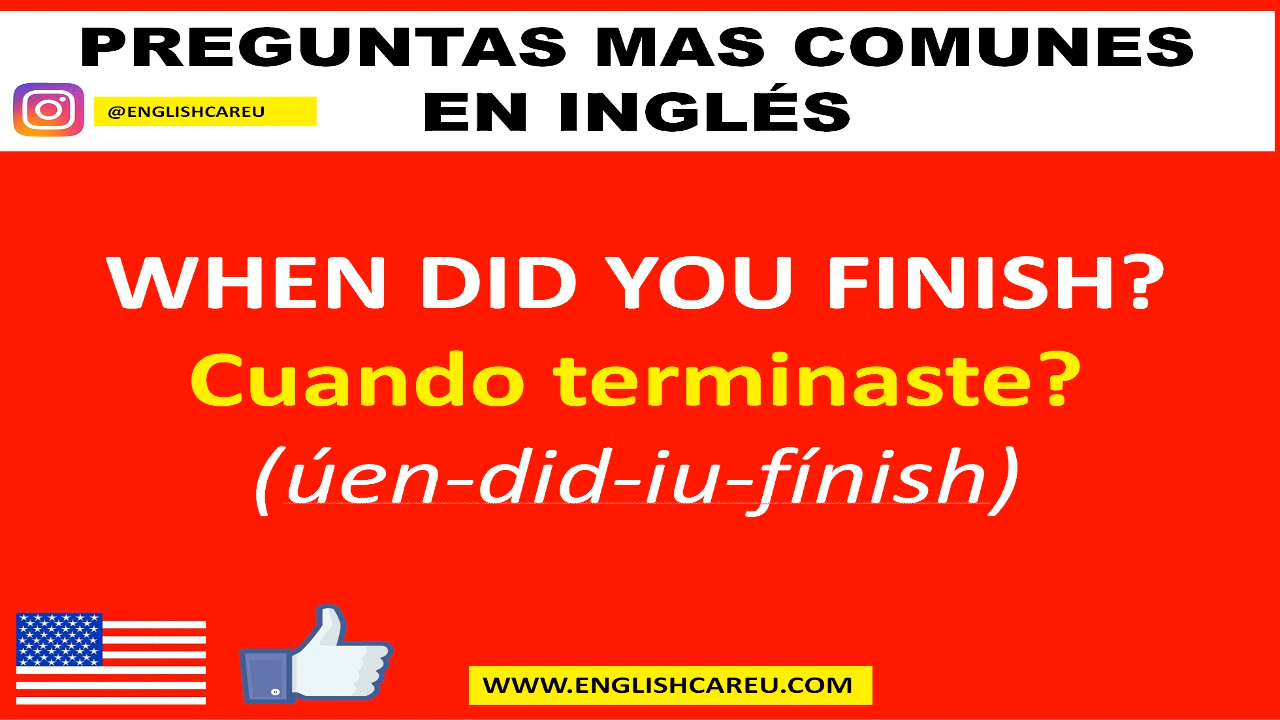 PREGUNTAS MAS COMUNES
EN INGLÉS
@ENGLISHCAREU
WHEN DID YOU FINISH?
Cuando terminaste?
(úen-did-iu-fínish)
WWW.ENGLISHCAREU.COM